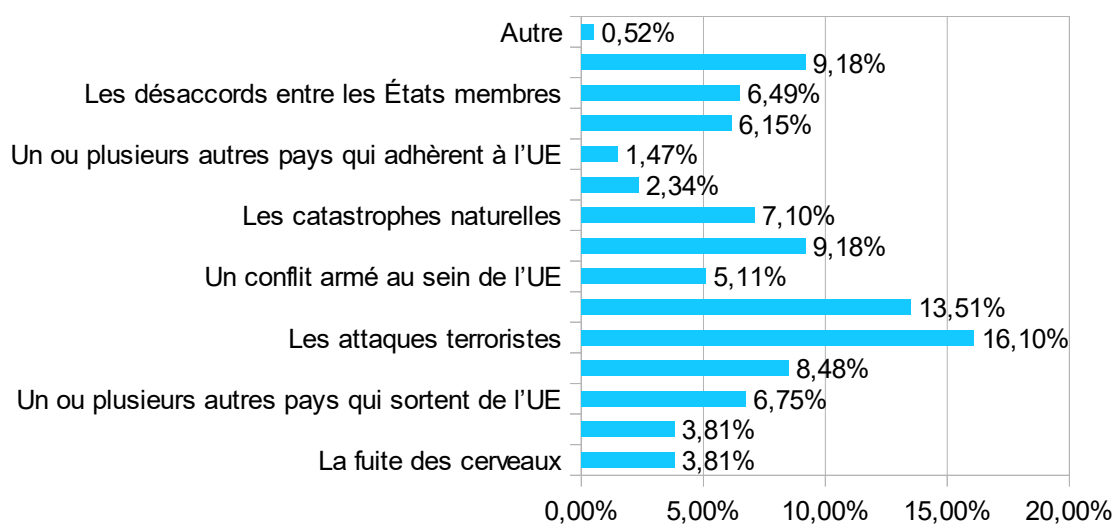 Autre 0,52%
9,18%
Les désaccords entre les États membres 6,49%
6,15%
Un ou plusieurs autres pays qui adhèrent à l’UE 1,47%
2,34%
Les catastrophes naturelles 7,10%
9,18%
Un conflit armé au sein de l’UE 5,11%
13,51%
Les attaques terroristes 16,10%
8,48%
Un ou plusieurs autres pays qui sortent de l’UE 6,75%
3,81%
La fuite des cerveaux 3,81%
0,00% 5,00% 10,00% 15,00% 20,00%